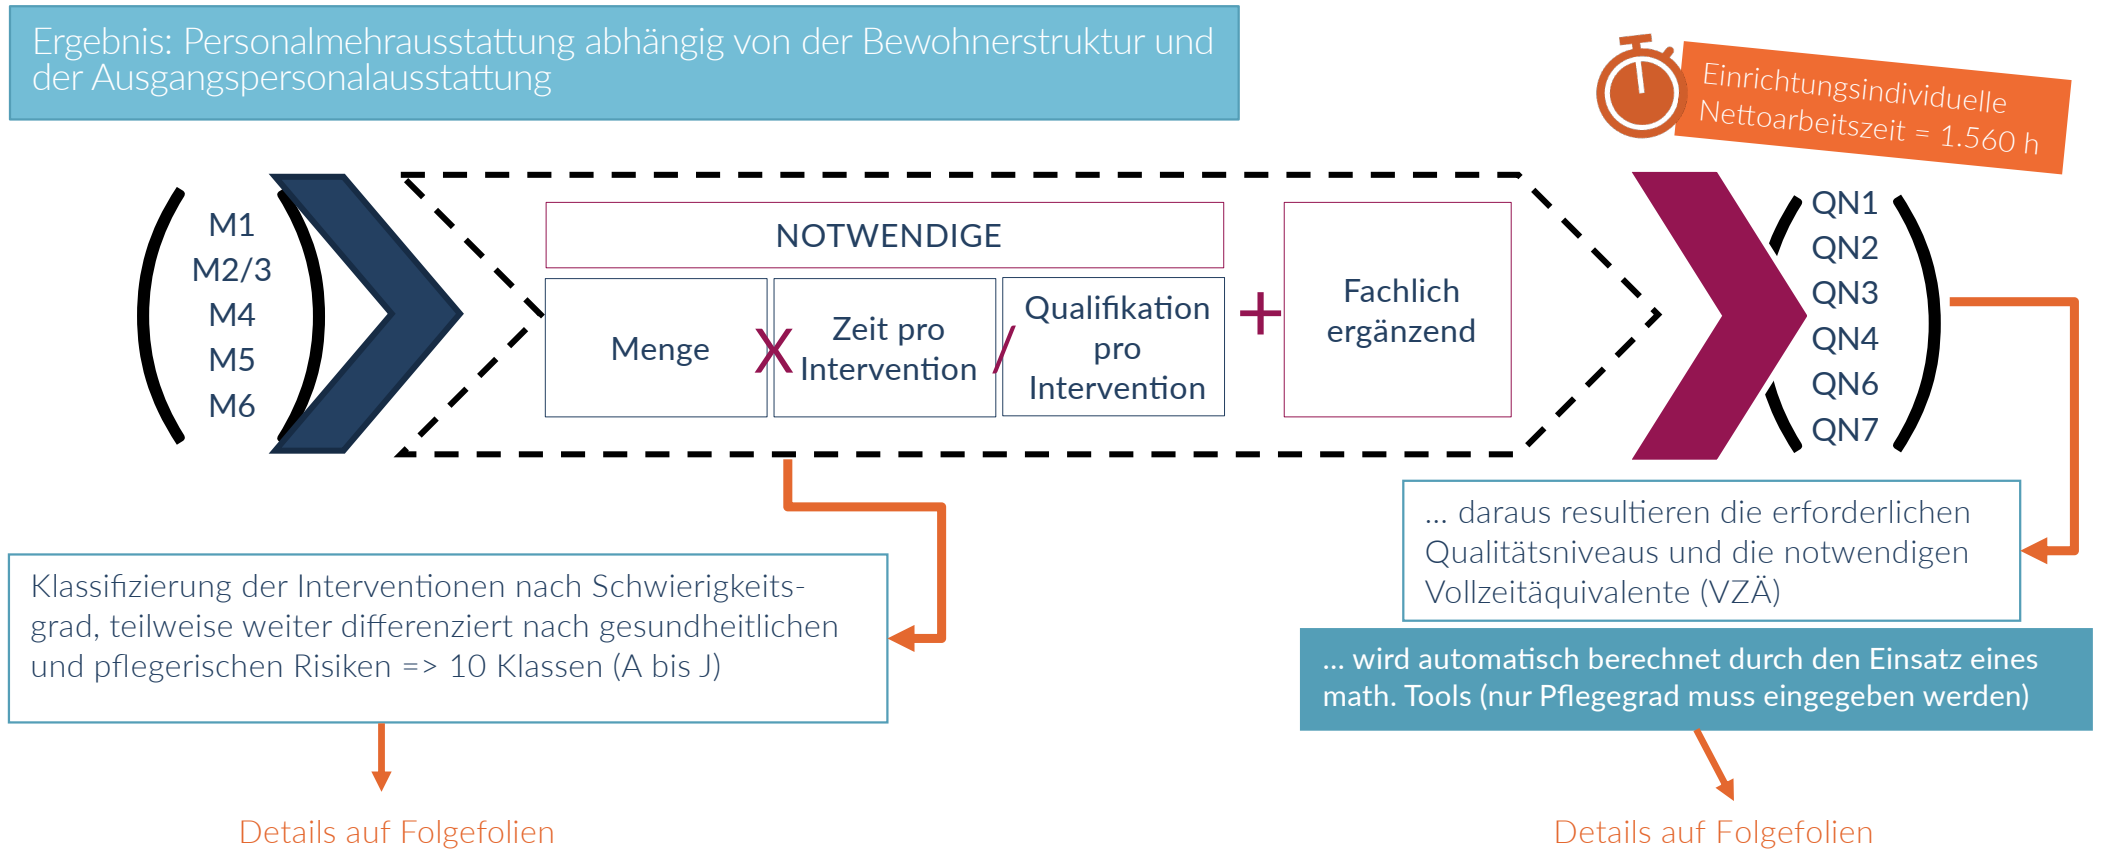 Ergebnis: Personalmehrausstattung abhängig von der Bewohnerstruktur und
der Ausgangspersonalausstattung
Einrichtungsindividuelle
Nettoarbeitszeit = 1.560 h
M1
M2/3
M4
M5
M6
NOTWENDIGE
Menge
X
Zeit pro
Intervention
/
Qualifikation
pro
Intervention
+
Fachlich
ergänzend
QN1
QN2
QN3
QN4
QN6
QN7
... daraus resultieren die erforderlichen
Qualitätsniveaus und die notwendigen
Vollzeitäquivalente (VZÄ)
Klassifizierung der Interventionen nach Schwierigkeits-
grad, teilweise weiter differenziert nach gesundheitlichen
und pflegerischen Risiken => 10 Klassen (A bis J)
... wird automatisch berechnet durch den Einsatz eines
math. Tools (nur Pflegegrad muss eingegeben werden)
Details auf Folgefolien
Details auf Folgefolien